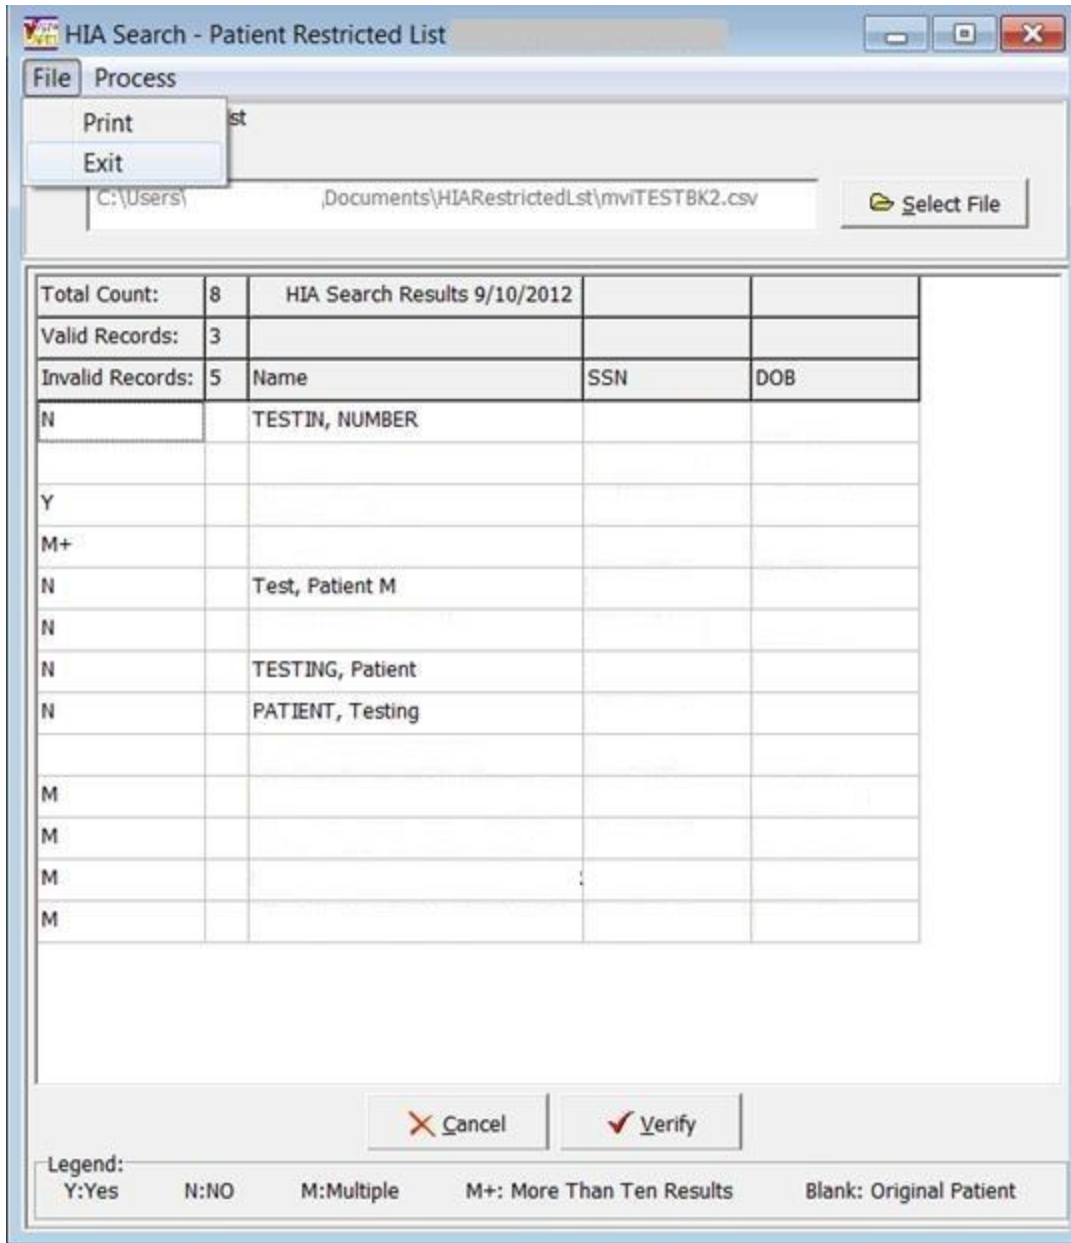 HIA Search - Patient Restricted List
File Process
Print
Exit
st
C:\Users\ ,Documents\HIARestrictedLst\mviTESTBK2.csv
Select File
Total Count: 8 HIA Search Results 9/10/2012
Valid Records: 3
Invalid Records: 5 Name SSN DOB
N TESTIN, NUMBER
Y
M+
N Test, Patient M
N
N TESTING, Patient
N PATIENT, Testing
M
M
M
M
Cancel Verify
Legend:
Y:Yes N:NO M:Multiple M+: More Than Ten Results Blank: Original Patient